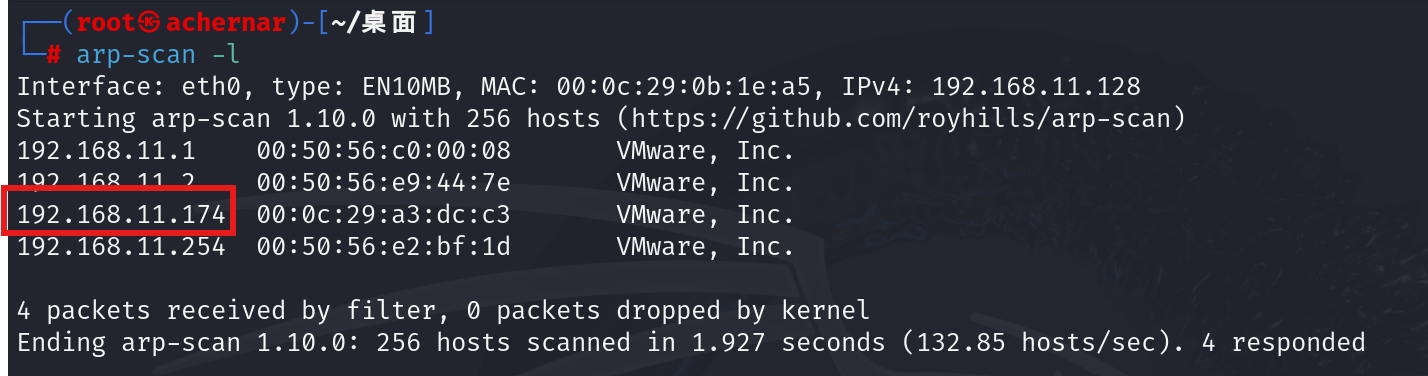 ┌──(root㉿achernar)-[~/桌面]
└─# arp-scan -l
Interface: eth0, type: EN10MB, MAC: 00:0c:29:0b:1e:a5, IPv4: 192.168.11.128
Starting arp-scan 1.10.0 with 256 hosts (https://github.com/royhills/arp-scan)
192.168.11.1 00:50:56:c0:00:08 VMware, Inc.
192.168.11.2 00:50:56:e9:44:7e VMware, Inc.
192.168.11.174 00:0c:29:a3:dc:c3 VMware, Inc.
192.168.11.254 00:50:56:e2:bf:1d VMware, Inc.
4 packets received by filter, 0 packets dropped by kernel
Ending arp-scan 1.10.0: 256 hosts scanned in 1.927 seconds (132.85 hosts/sec). 4 responded